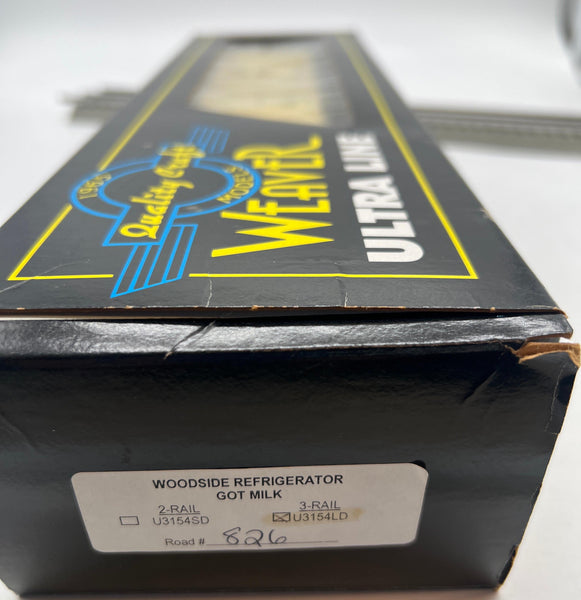 1965
Quality Craft
MODELS
WEAVER
ULTRA LINE
WOODSIDE REFRIGERATOR
GOT MILK
2-RAIL 3-RAIL
U3154SD U3154LD
Road # 826